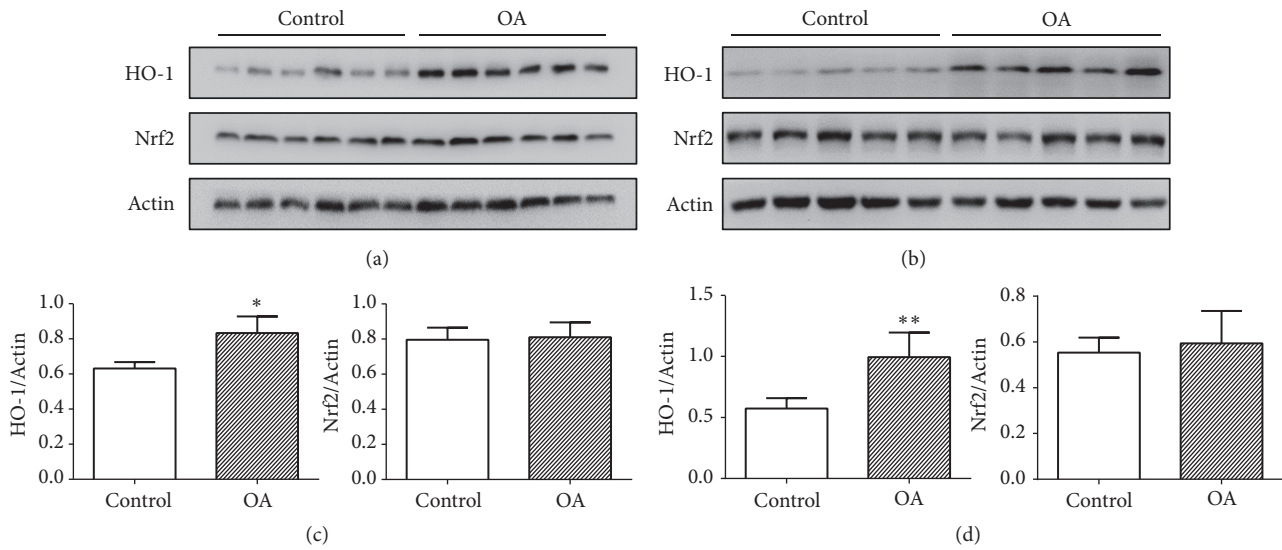 Control OA
HO-1
Nrf2
Actin
(a)
Control OA
HO-1
Nrf2
Actin
(b)
HO-1/Actin
1.0
0.8
0.6
0.4
0.2
0.0
*
Control OA
Nrf2/Actin
1.0
0.8
0.6
0.4
0.2
0.0
Control OA
(c)
HO-1/Actin
1.5
1.0
0.5
0.0
**
Control OA
Nrf2/Actin
0.8
0.6
0.4
0.2
0.0
Control OA
(d)